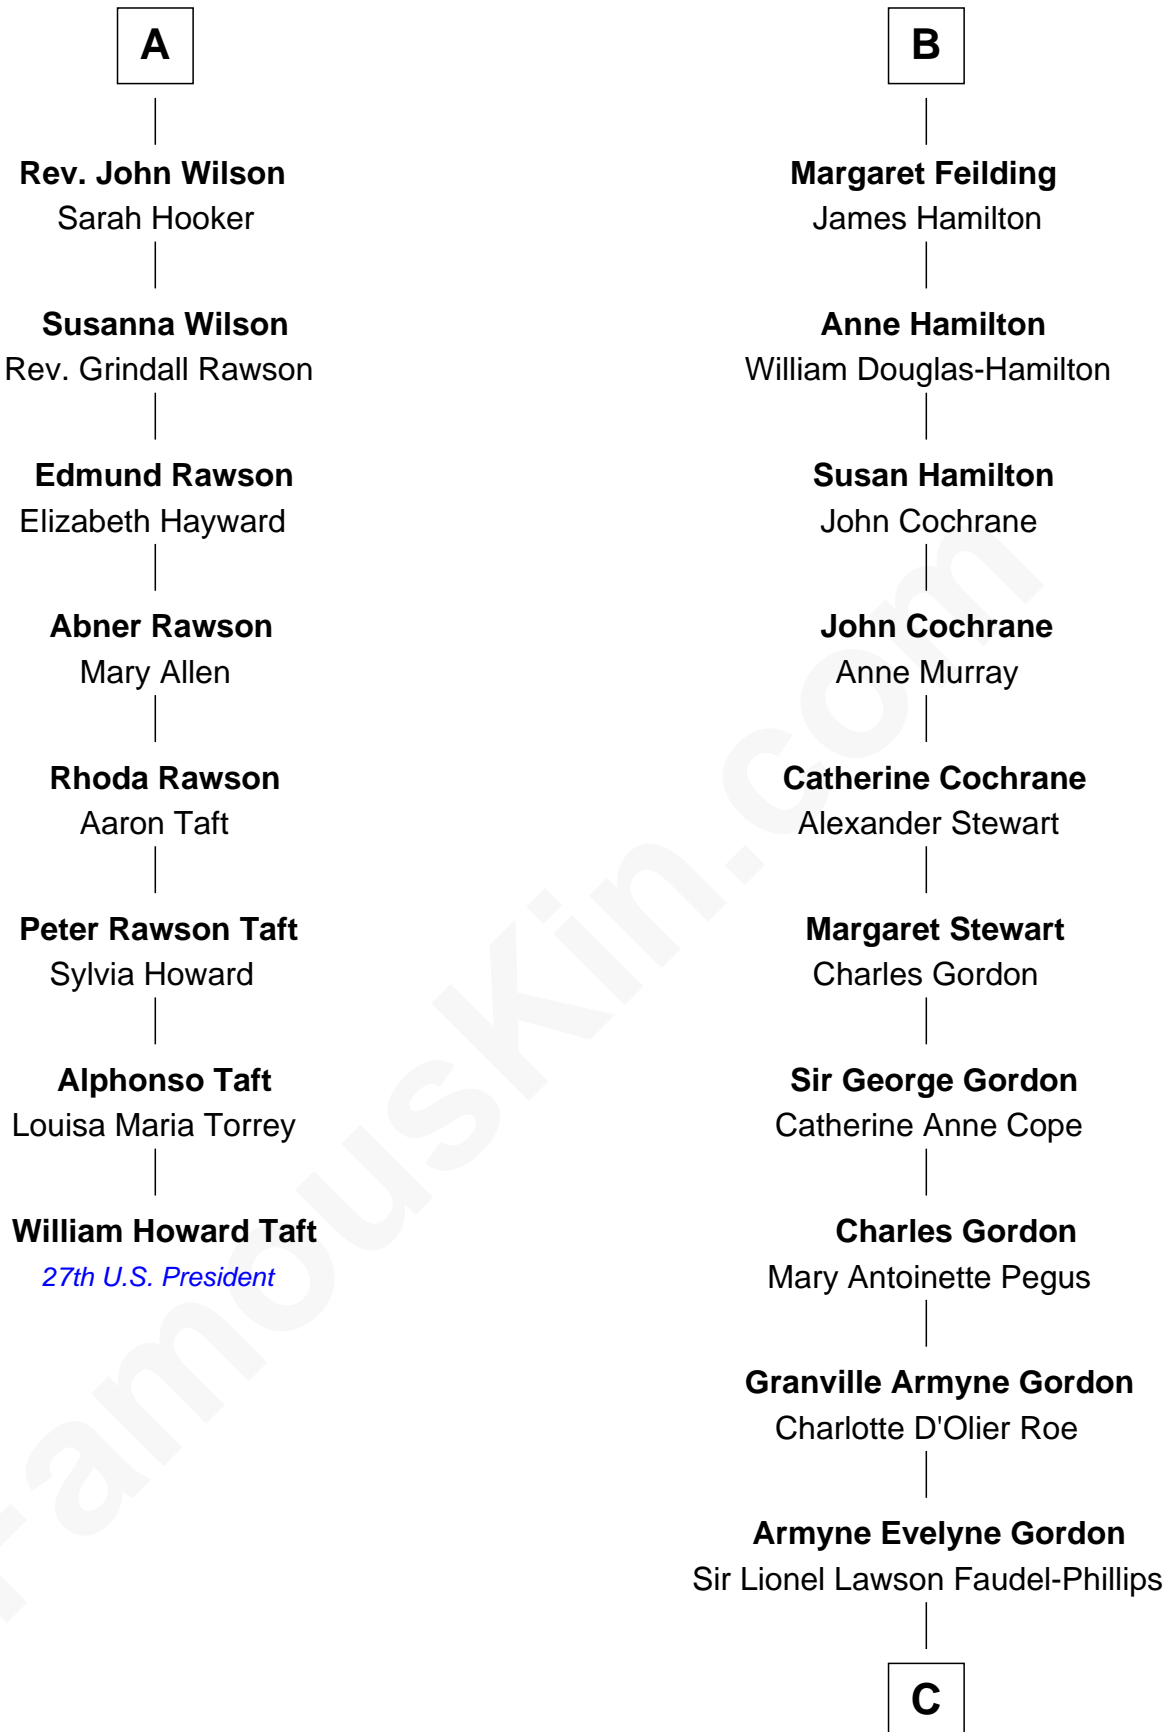 A
Rev. John Wilson
Sarah Hooker
Susanna Wilson
Rev. Grindall Rawson
Edmund Rawson
Elizabeth Hayward
Abner Rawson
Mary Allen
Rhoda Rawson
Aaron Taft
Peter Rawson Taft
Sylvia Howard
Alphonso Taft
Louisa Maria Torrey
William Howard Taft
27th U.S. President
B
Margaret Feilding
James Hamilton
Anne Hamilton
William Douglas-Hamilton
Susan Hamilton
John Cochrane
John Cochrane
Anne Murray
Catherine Cochrane
Alexander Stewart
Margaret Stewart
Charles Gordon
Sir George Gordon
Catherine Anne Cope
Charles Gordon
Mary Antoinette Pegus
Granville Armyne Gordon
Charlotte D'Olier Roe
Armyne Evelyne Gordon
Sir Lionel Lawson Faudel-Phillips
C
FamousKin.com